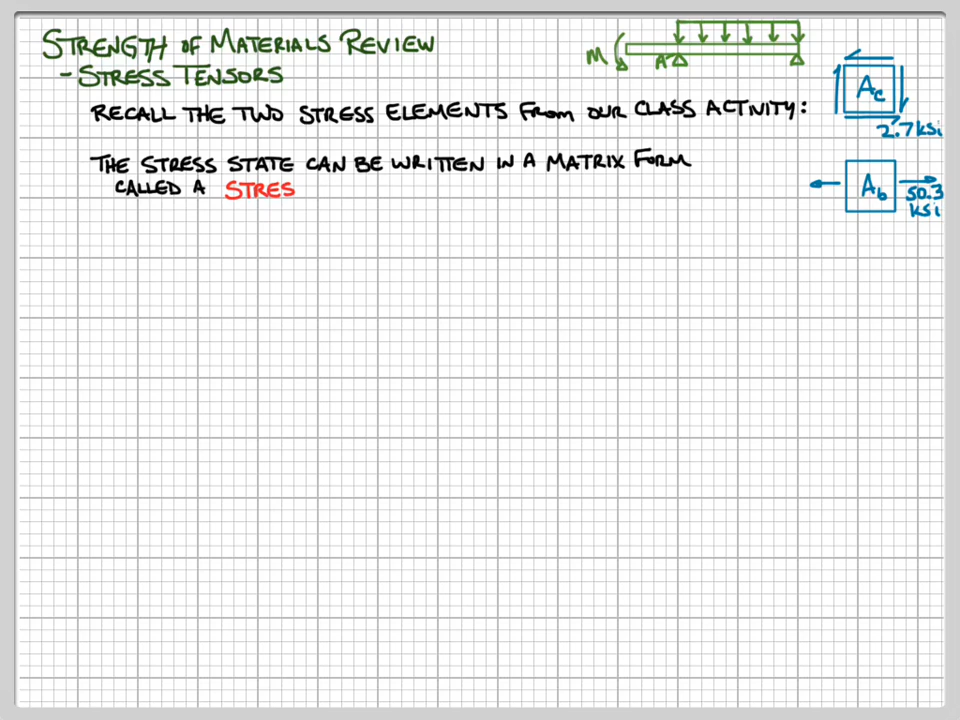 STRENGTH OF MATERIALS REVIEW
- STRESS TENSORS
M
A
RECALL THE TWO STRESS ELEMENTS FROM OUR CLASS ACTIVITY:
Ac
2.7 ksi
THE STRESS STATE CAN BE WRITTEN IN A MATRIX FORM
CALLED A STRES
Ab
50.3
ksi